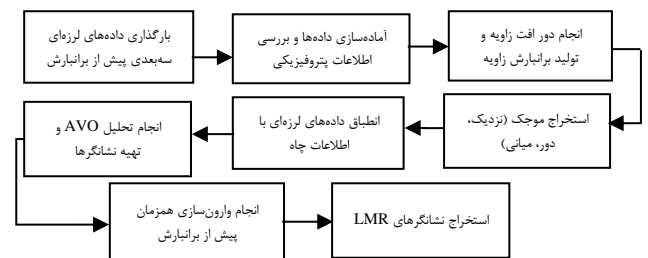 بارگذاری داده‌های لرزه‌ای
سه‌بعدی پیش از برانبارش
آماده‌سازی داده‌ها و بررسی
اطلاعات پتروفیزیکی
انجام دور افت زاویه و
تولید برانبارش زاویه
استخراج موجک (نزدیک،
دور، میانی)
انطباق داده‌های لرزه‌ای با
اطلاعات چاه
انجام تحلیل AVO و
تهیه نشانگرها
انجام وارون‌سازی همزمان
پیش از برانبارش
استخراج نشانگرهای LMR